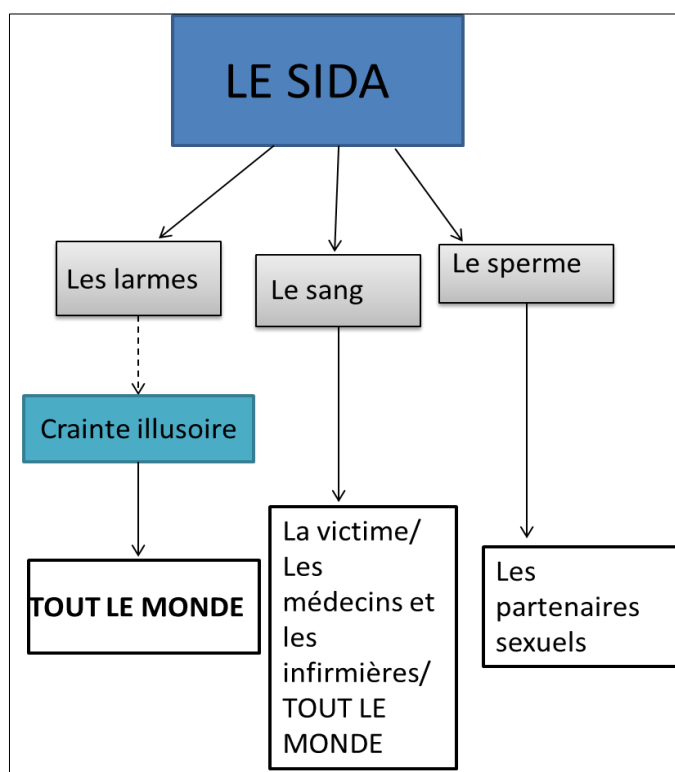 LE SIDA
Les larmes
Le sang
Le sperme
Crainte illusoire
TOUT LE MONDE
La victime/
Les
médecins et
les
infirmières/
TOUT LE
MONDE
Les
partenaires
sexuels